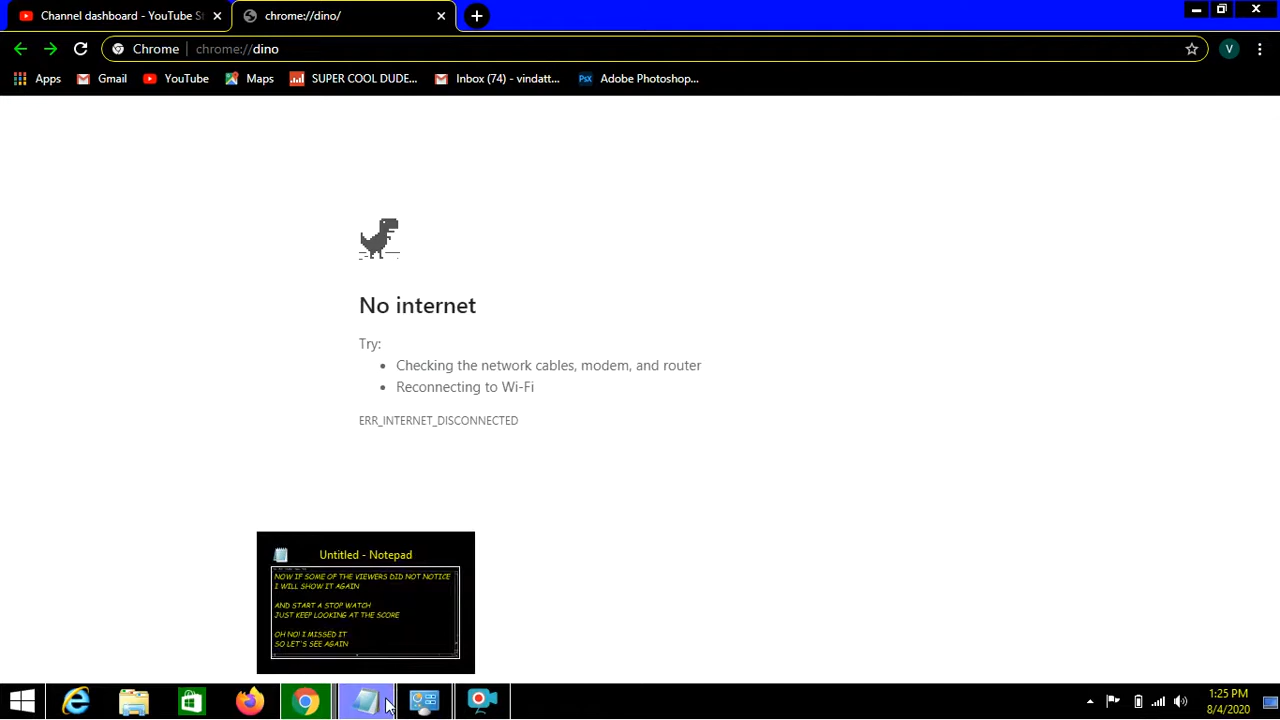 Channel dashboard - YouTube S
chrome://dino/
Chrome
chrome://dino
V
Apps
Gmail
YouTube
Maps
SUPER COOL DUDE...
Inbox (74) - vindatt...
Adobe Photoshop...
No internet
Try:
Checking the network cables, modem, and router
Reconnecting to Wi-Fi
ERR_INTERNET_DISCONNECTED
Untitled - Notepad
NOW IF SOME OF THE VIEWERS DID NOT NOTICE
I WILL SHOW IT AGAIN
AND START A STOP WATCH
JUST KEEP LOOKING AT THE SCORE
OH NO! I MISSED IT
SO LET'S SEE AGAIN
1:25 PM
8/4/2020